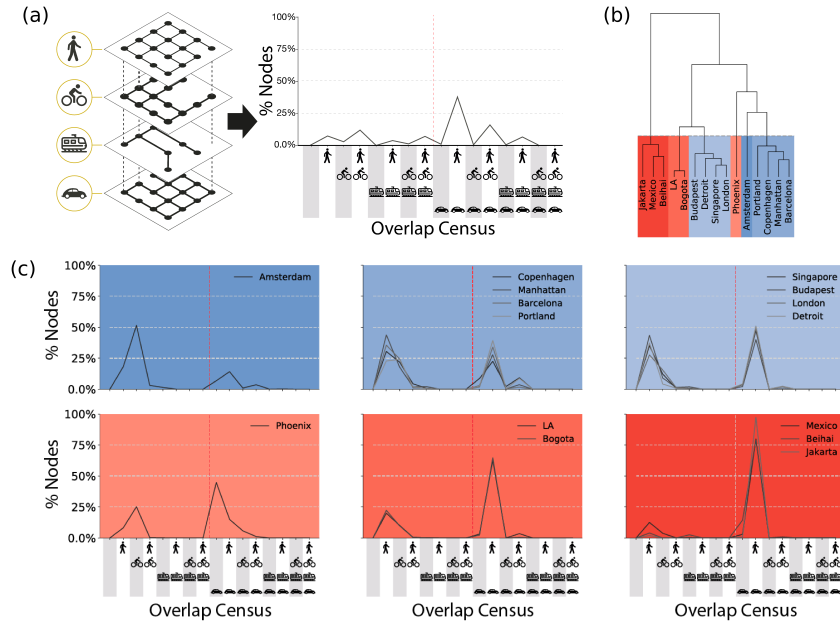 (a)
% Nodes
100%
75%
50%
25%
0.0%
Overlap Census
(b)
Jakarta
Mexico
Beihai
LA
Bogota
Budapest
Detroit
Singapore
London
Phoenix
Amsterdam
Portland
Copenhagen
Manhattan
Barcelona
(c)
% Nodes
100%
75%
50%
25%
0.0%
Amsterdam
Copenhagen
Manhattan
Barcelona
Portland
Singapore
Budapest
London
Detroit
% Nodes
100%
75%
50%
25%
0.0%
Phoenix
LA
Bogota
Mexico
Beihai
Jakarta
Overlap Census
Overlap Census
Overlap Census